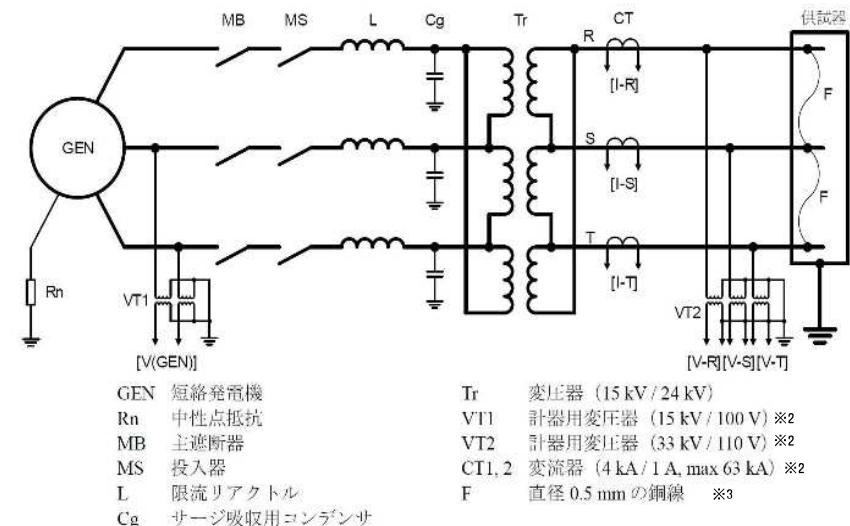 MB MS L Cg Tr CT 供試器
R
[I-R]
F
GEN
S
[I-S]
F
T
[I-T]
Rn
VT1
VT2
[V(GEN)]
[V-R][V-S][V-T]
GEN 短絡発電機
Rn 中性点抵抗
MB 主遮断器
MS 投入器
L 限流リアクトル
Cg サージ吸収用コンデンサ
Tr 変圧器（15 kV / 24 kV）
VT1 計器用変圧器（15 kV / 100 V）※2
VT2 計器用変圧器（33 kV / 110 V）※2
CT1, 2 変流器（4 kA / 1 A, max 63 kA）※2
F 直径 0.5 mm の銅線 ※3